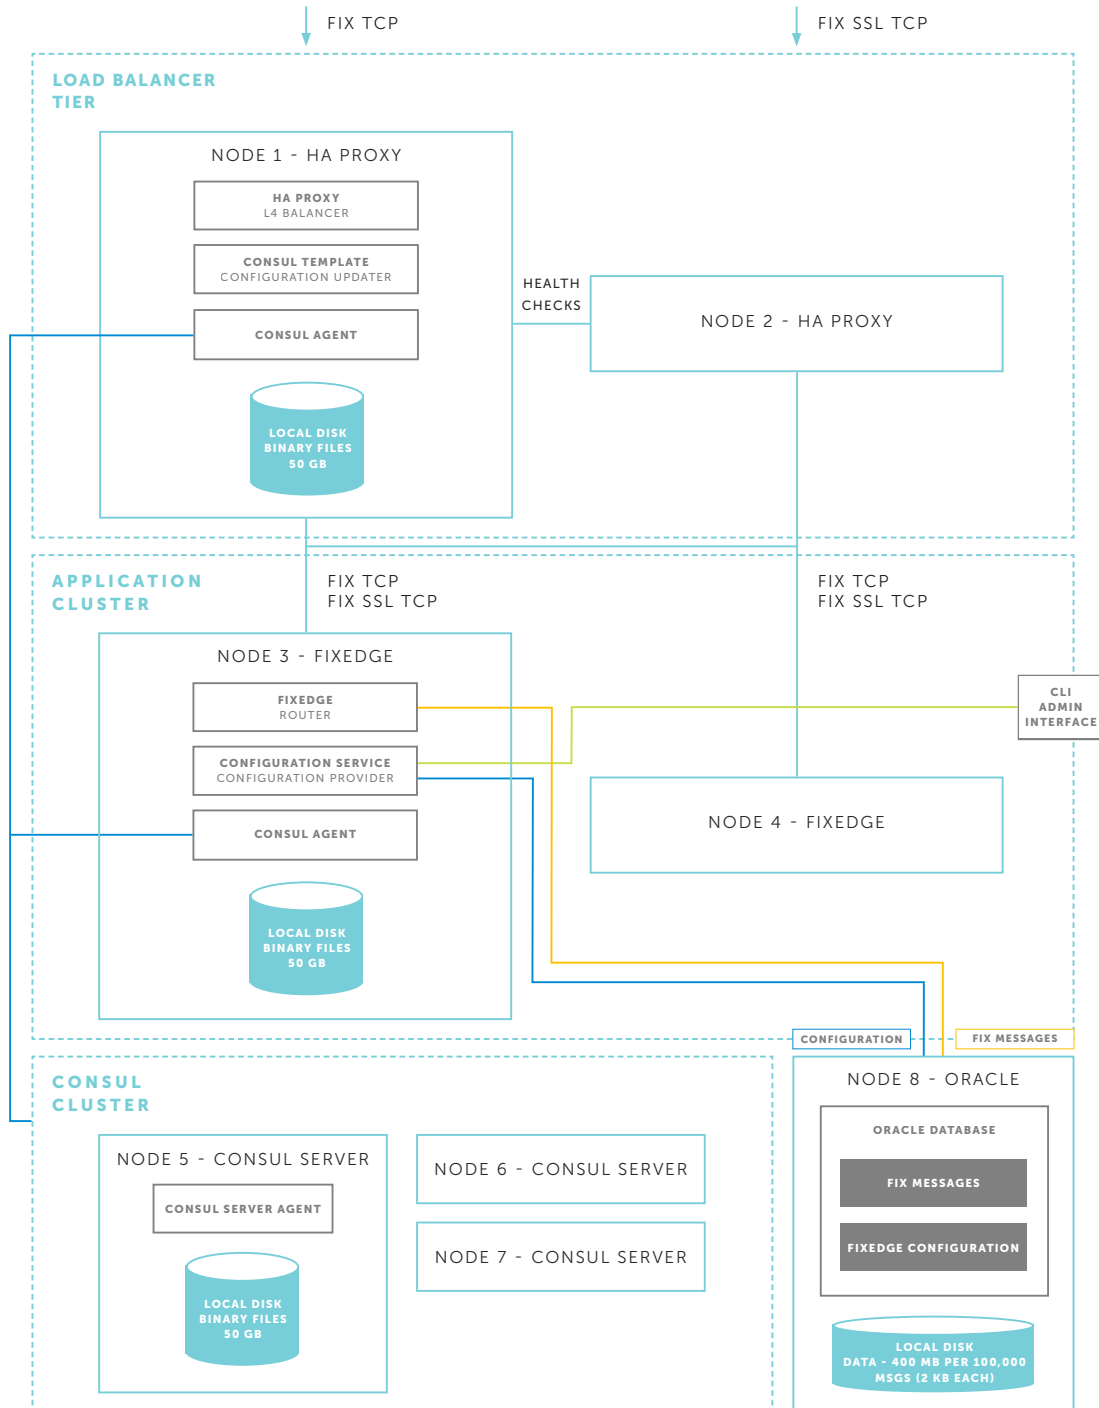 FIX TCP
FIX SSL TCP
LOAD BALANCER
TIER
NODE 1 - HA PROXY
HA PROXY
L4 BALANCER
CONSUL TEMPLATE
CONFIGURATION UPDATER
CONSUL AGENT
LOCAL DISK
BINARY FILES
50 GB
HEALTH
CHECKS
NODE 2 - HA PROXY
APPLICATION
CLUSTER
FIX TCP
FIX SSL TCP
FIX TCP
FIX SSL TCP
NODE 3 - FIXEDGE
FIXEDGE
ROUTER
CONFIGURATION SERVICE
CONFIGURATION PROVIDER
CONSUL AGENT
LOCAL DISK
BINARY FILES
50 GB
CLI
ADMIN
INTERFACE
NODE 4 - FIXEDGE
CONFIGURATION
FIX MESSAGES
CONSUL
CLUSTER
NODE 5 - CONSUL SERVER
CONSUL SERVER AGENT
LOCAL DISK
BINARY FILES
50 GB
NODE 6 - CONSUL SERVER
NODE 7 - CONSUL SERVER
NODE 8 - ORACLE
ORACLE DATABASE
FIX MESSAGES
FIXEDGE CONFIGURATION
LOCAL DISK
DATA - 400 MB PER 100,000
MSGS (2 KB EACH)